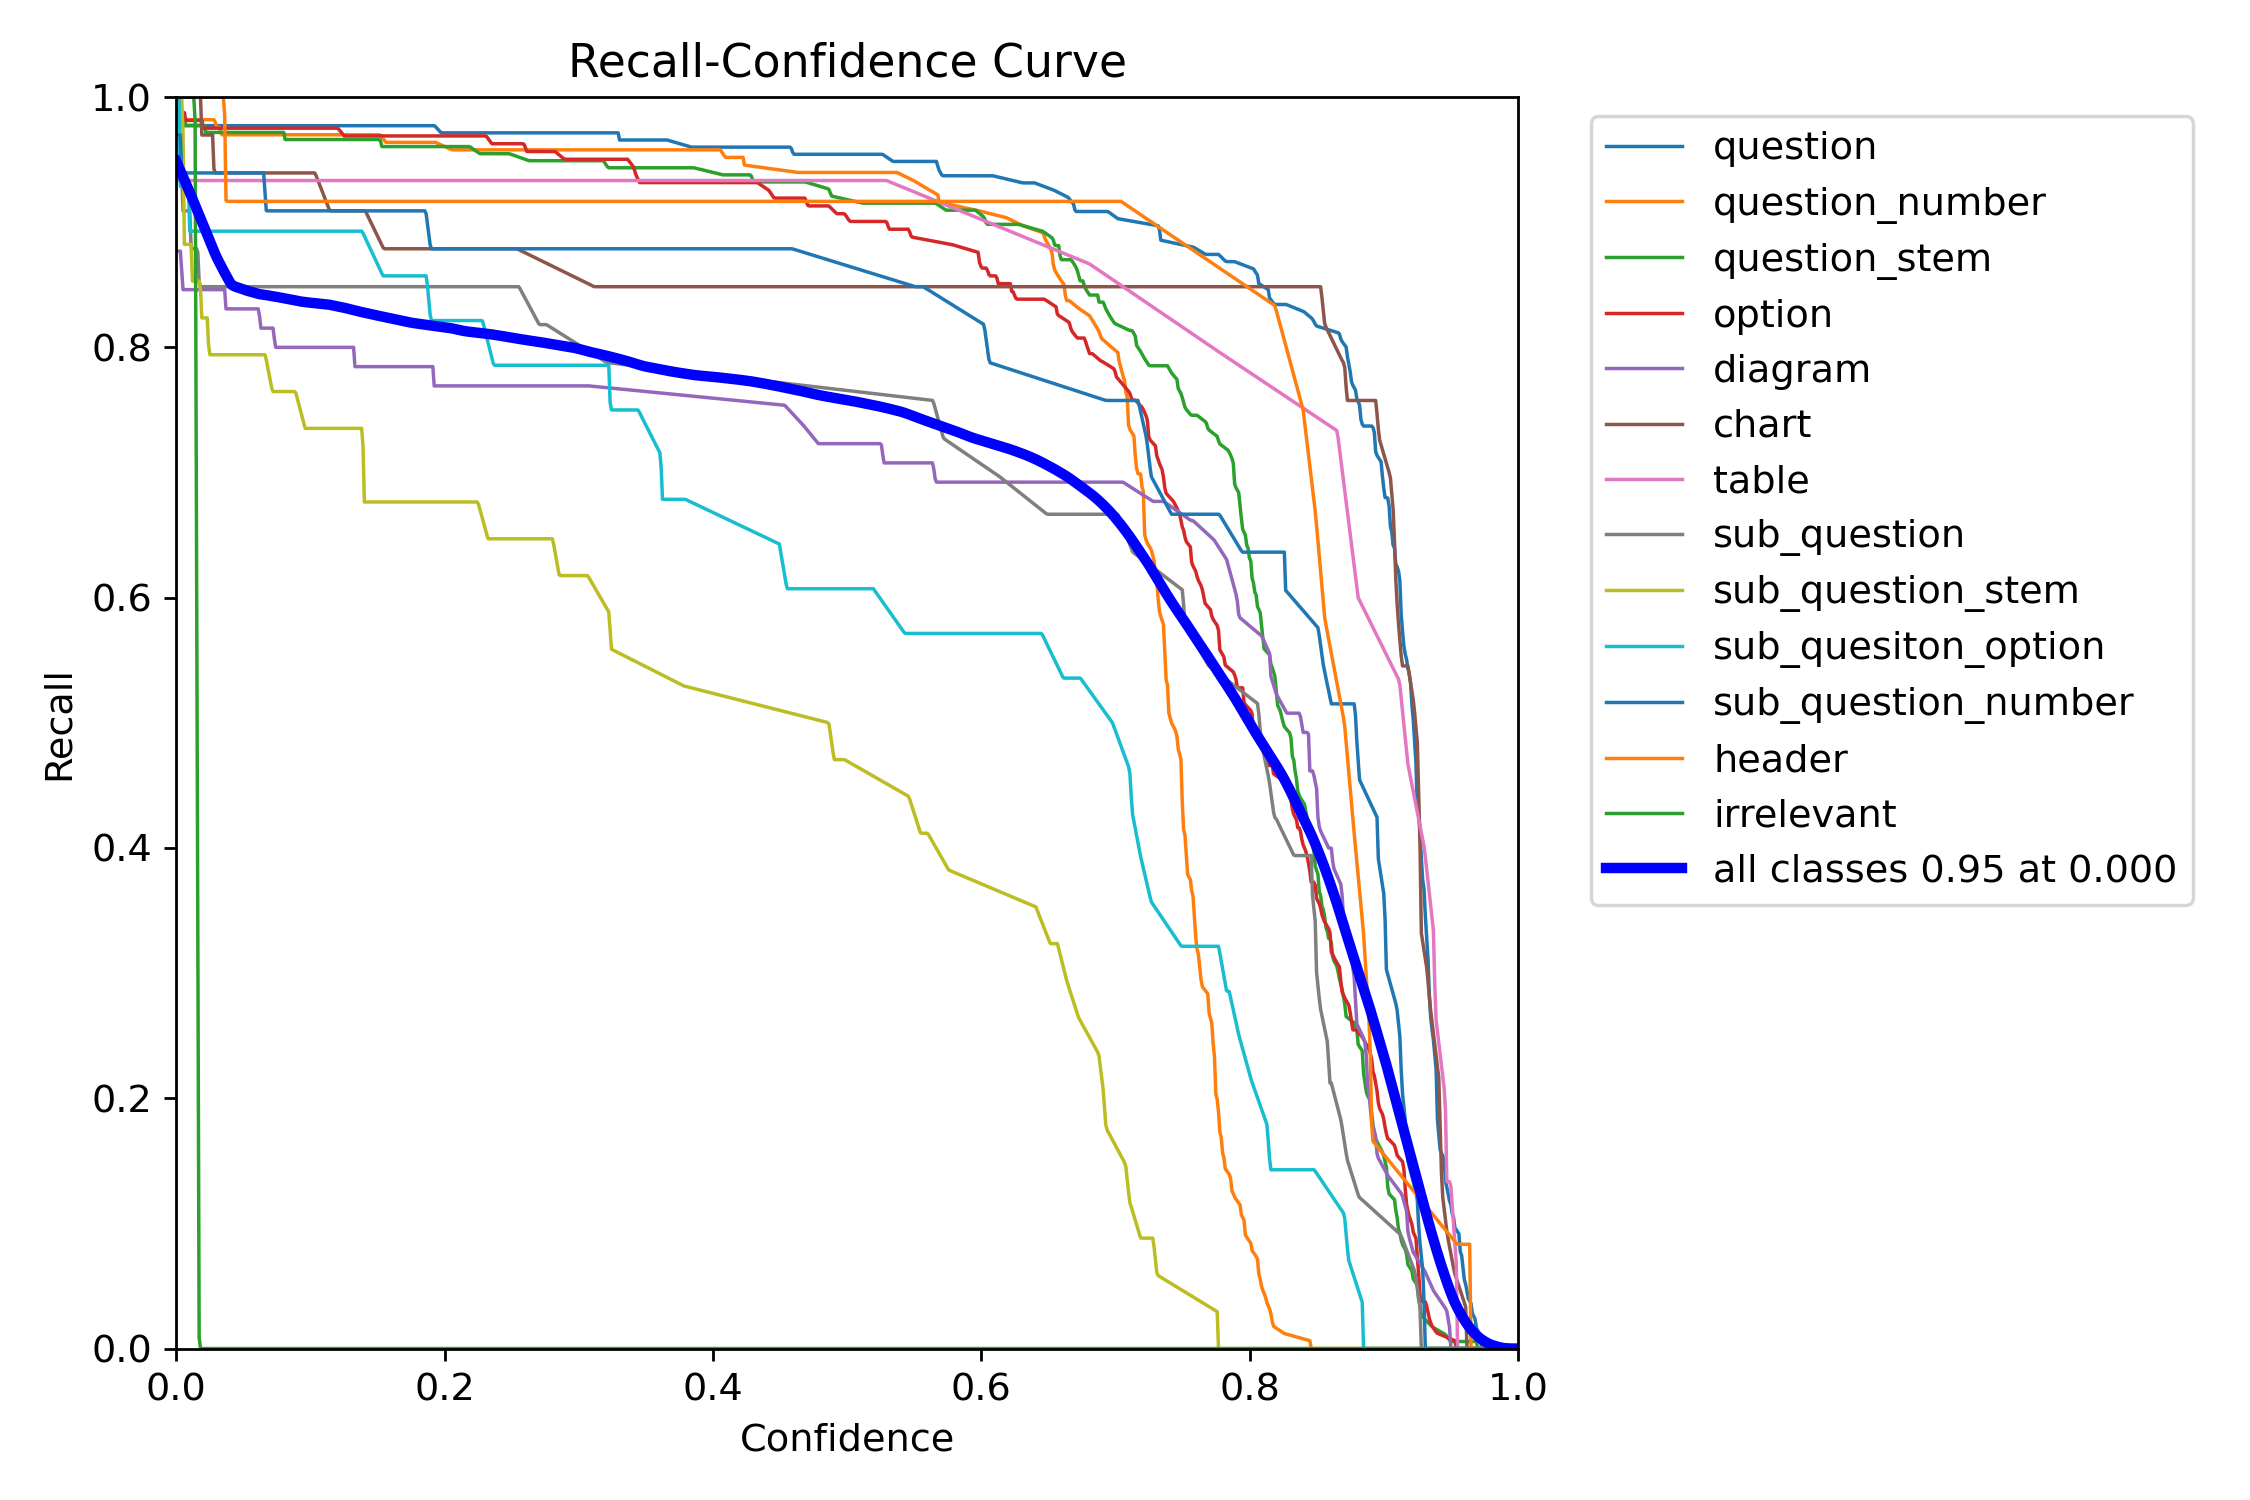 Recall-Confidence Curve
1.0
0.8
0.6
0.4
0.2
0.0
Recall
0.0 0.2 0.4 0.6 0.8 1.0
Confidence
question
question_number
question_stem
option
diagram
chart
table
sub_question
sub_question_stem
sub_quesiton_option
sub_question_number
header
irrelevant
all classes 0.95 at 0.000